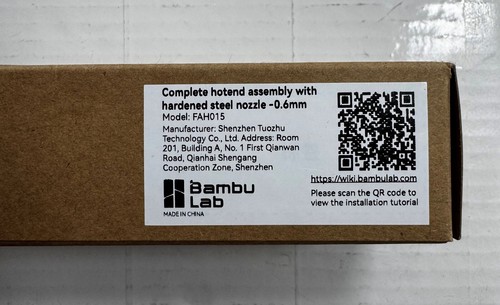 Complete hotend assembly with
hardened steel nozzle -0.6mm
Model: FAH015
Manufacturer: Shenzhen Tuozhu
Technology Co., Ltd. Address: Room
201, Building A, No. 1 First Qianwan
Road, Qianhai Shengang
Cooperation Zone, Shenzhen
Bambu
Lab
MADE IN CHINA
https://wiki.bambulab.com
Please scan the QR code to
view the installation tutorial